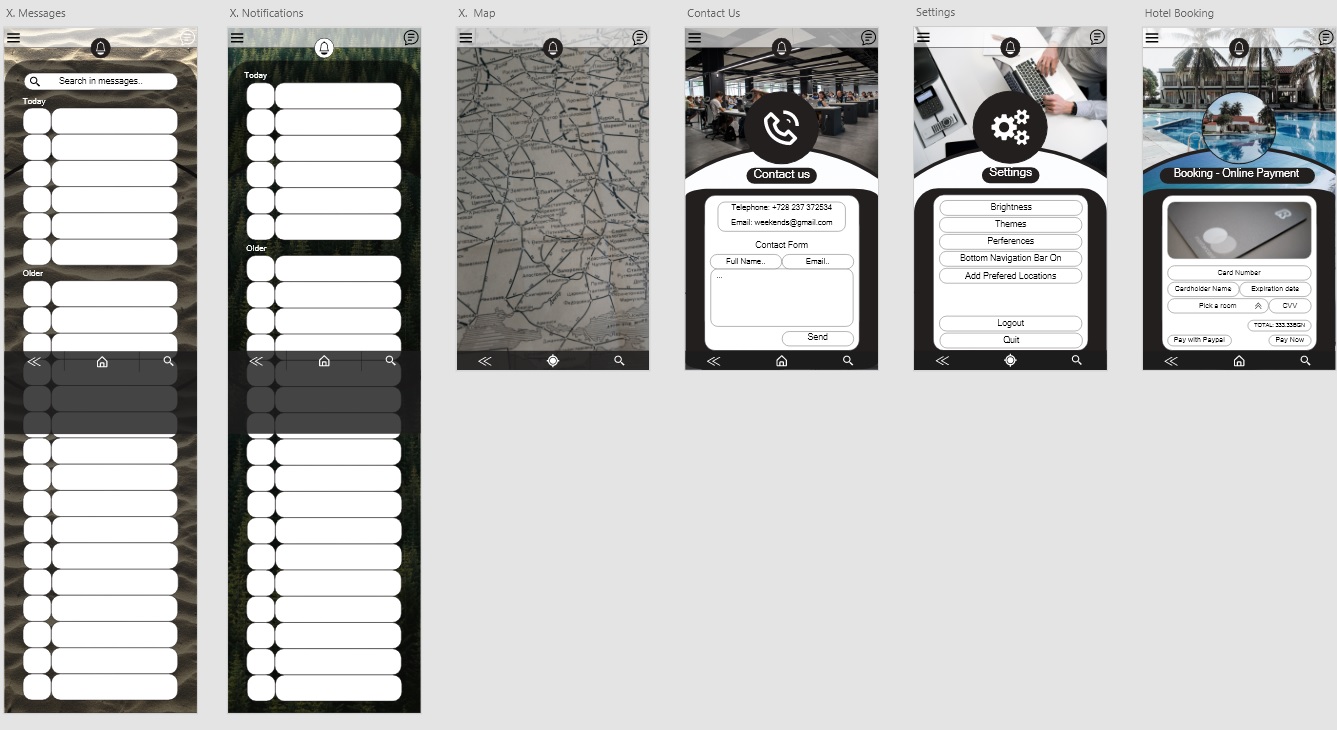 X. Messages
Search in messages..
Today
Older
X. Notifications
Today
Older
X. Map
Contact Us
Contact us
Telephone: +728 237 372534
Email: weekends@gmail.com
Contact Form
Full Name..
Email..
...
Send
Settings
Settings
Brightness
Themes
Perferences
Bottom Navigation Bar On
Add Prefered Locations
Logout
Quit
Hotel Booking
Booking - Online Payment
Card Number
Cardholder Name
Expiration date
Pick a room
CVV
TOTAL: 333.33BGN
Pay with Paypal
Pay Now